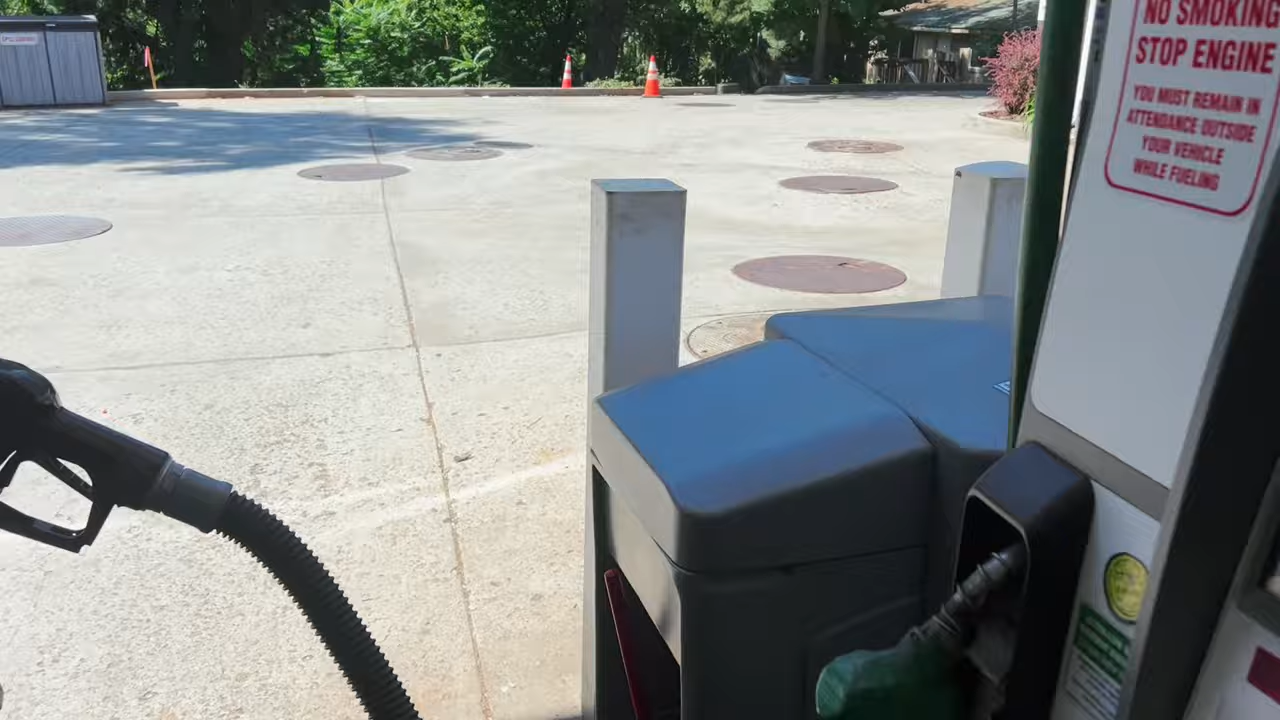 NO SMOKING
STOP ENGINE
YOU MUST REMAIN IN
ATTENDANCE OUTSIDE
YOUR VEHICLE
WHILE FUELING